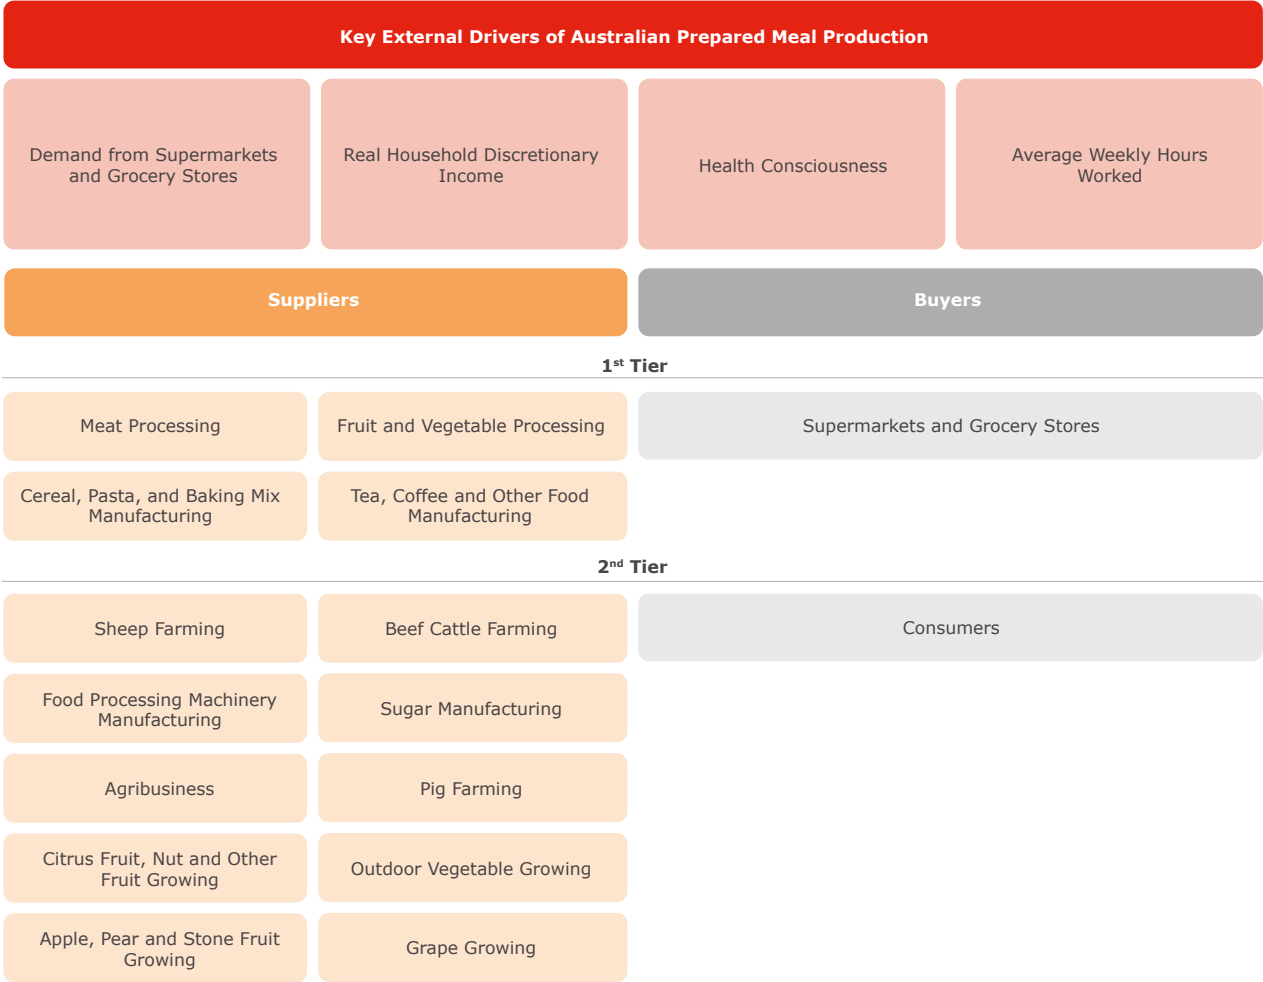 Key External Drivers of Australian Prepared Meal Production
Demand from Supermarkets
and Grocery Stores
Real Household Discretionary
Income
Health Consciousness
Average Weekly Hours
Worked
Suppliers
Buyers
1st Tier
Meat Processing
Fruit and Vegetable Processing
Supermarkets and Grocery Stores
Cereal, Pasta, and Baking Mix
Manufacturing
Tea, Coffee and Other Food
Manufacturing
2nd Tier
Sheep Farming
Beef Cattle Farming
Consumers
Food Processing Machinery
Manufacturing
Sugar Manufacturing
Agribusiness
Pig Farming
Citrus Fruit, Nut and Other
Fruit Growing
Outdoor Vegetable Growing
Apple, Pear and Stone Fruit
Growing
Grape Growing